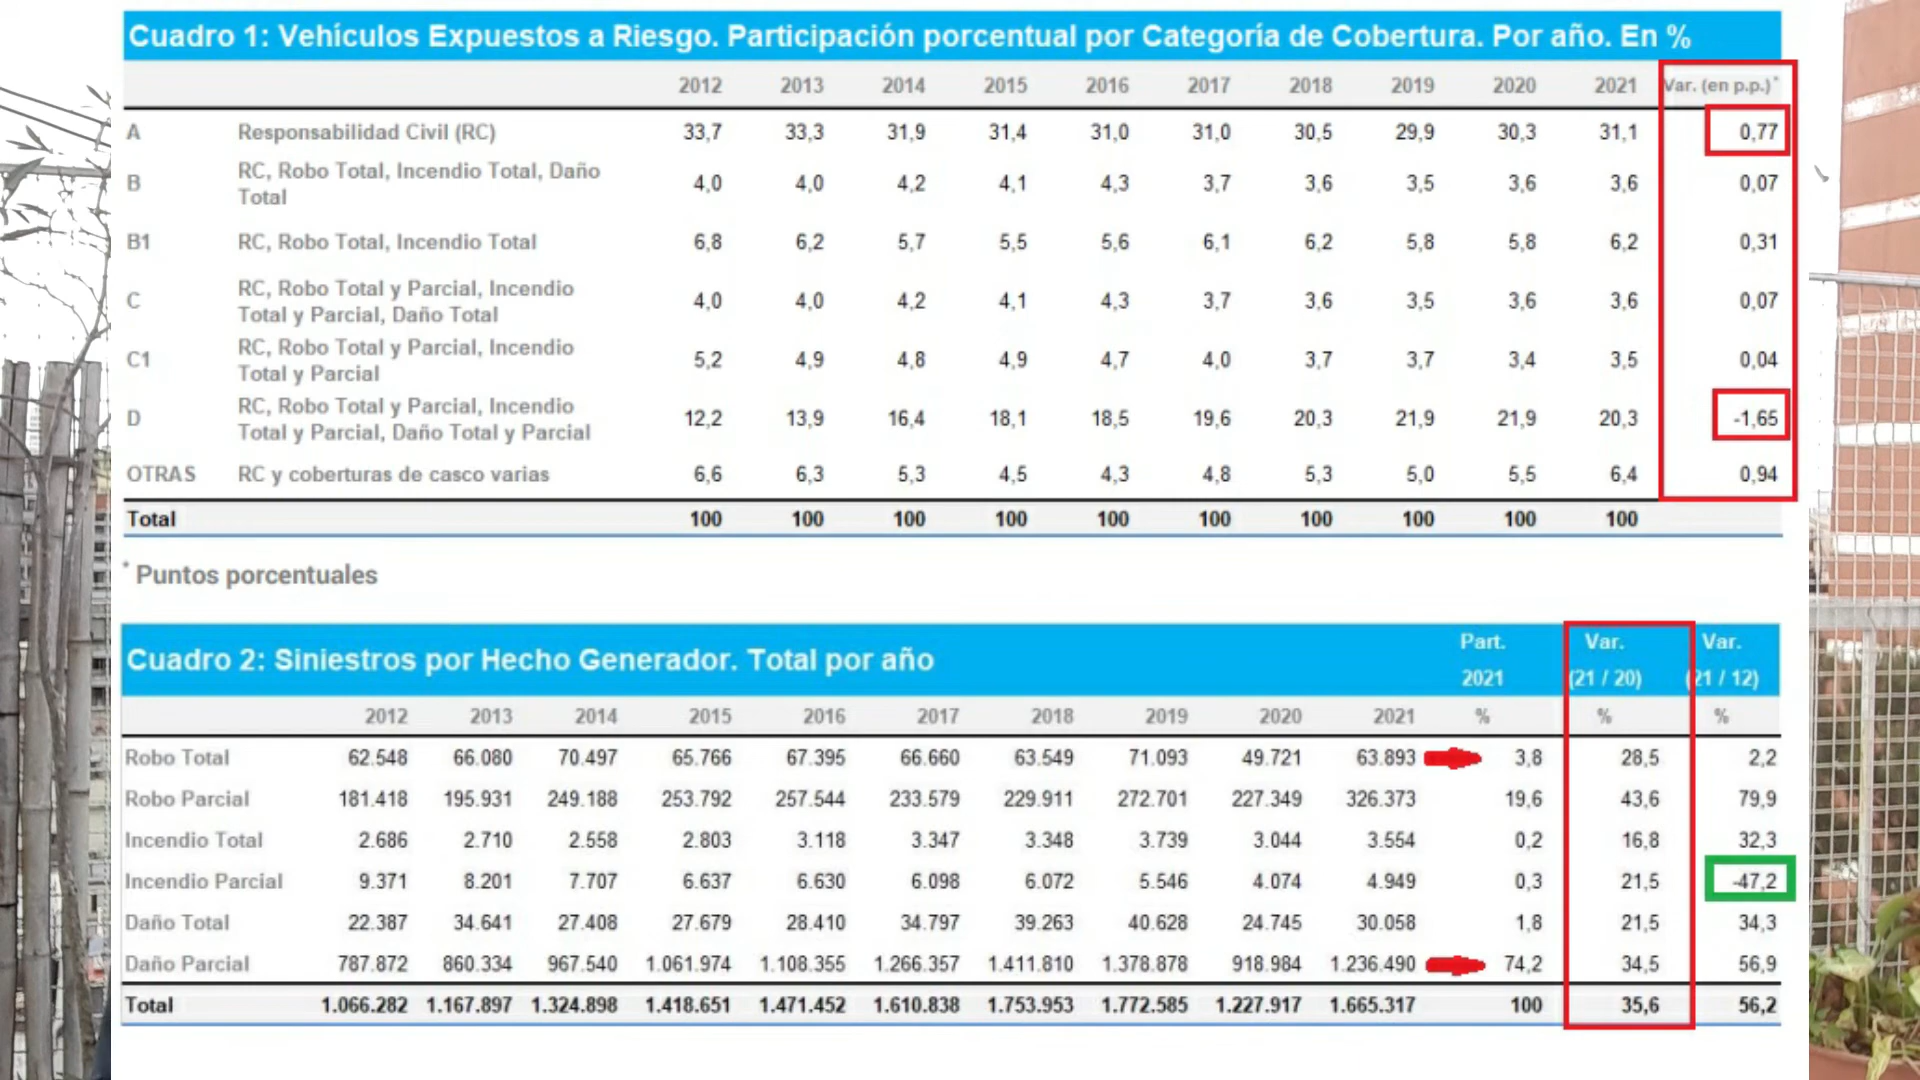 Cuadro 1: Vehículos Expuestos a Riesgo. Participación porcentual por Categoría de Cobertura. Por año. En %
2012 2013 2014 2015 2016 2017 2018 2019 2020 2021 Var. (en p.p.)*
A Responsabilidad Civil (RC) 33,7 33,3 31,9 31,4 31,0 31,0 30,5 29,9 30,3 31,1 0,77
B RC, Robo Total, Incendio Total, Daño
Total 4,0 4,0 4,2 4,1 4,3 3,7 3,6 3,5 3,6 3,6 0,07
B1 RC, Robo Total, Incendio Total 6,8 6,2 5,7 5,5 5,6 6,1 6,2 5,8 5,8 6,2 0,31
C RC, Robo Total y Parcial, Incendio
Total y Parcial, Daño Total 4,0 4,0 4,2 4,1 4,3 3,7 3,6 3,5 3,6 3,6 0,07
C1 RC, Robo Total y Parcial, Incendio
Total y Parcial 5,2 4,9 4,8 4,9 4,7 4,0 3,7 3,7 3,4 3,5 0,04
D RC, Robo Total y Parcial, Incendio
Total y Parcial, Daño Total y Parcial 12,2 13,9 16,4 18,1 18,5 19,6 20,3 21,9 21,9 20,3 -1,65
OTRAS RC y coberturas de casco varias 6,6 6,3 5,3 4,5 4,3 4,8 5,3 5,0 5,5 6,4 0,94
Total 100 100 100 100 100 100 100 100 100 100
* Puntos porcentuales
Cuadro 2: Siniestros por Hecho Generador. Total por año Part. Var. Var.
2021 (21 / 20) (21 / 12)
2012 2013 2014 2015 2016 2017 2018 2019 2020 2021 % % %
Robo Total 62.548 66.080 70.497 65.766 67.395 66.660 63.549 71.093 49.721 63.893 3,8 28,5 2,2
Robo Parcial 181.418 195.931 249.188 253.792 257.544 233.579 229.911 272.701 227.349 326.373 19,6 43,6 79,9
Incendio Total 2.686 2.710 2.558 2.803 3.118 3.347 3.348 3.739 3.044 3.554 0,2 16,8 32,3
Incendio Parcial 9.371 8.201 7.707 6.637 6.630 6.098 6.072 5.546 4.074 4.949 0,3 21,5 -47,2
Daño Total 22.387 34.641 27.408 27.679 28.410 34.797 39.263 40.628 24.745 30.058 1,8 21,5 34,3
Daño Parcial 787.872 860.334 967.540 1.061.974 1.108.355 1.266.357 1.411.810 1.378.878 918.984 1.236.490 74,2 34,5 56,9
Total 1.066.282 1.167.897 1.324.898 1.418.651 1.471.452 1.610.838 1.753.953 1.772.585 1.227.917 1.665.317 100 35,6 56,2